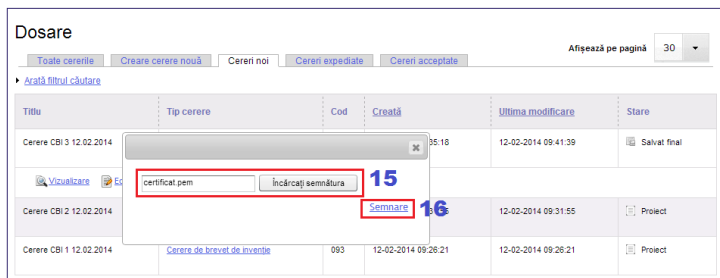 Dosare
Afișează pe pagină 30
Toate cererile Creare cerere nouă Cereri noi Cereri expediate Cereri acceptate
Arată filtrul căutare
Titlu Tip cerere Cod Creată Ultima modificare Stare
Cerere CBI 3 12.02.2014 35:18 12-02-2014 09:41:39 Salvat final
certificat.pem Încărcați semnătura 15
Vizualizare
Semnare 16
Cerere CBI 2 12.02.2014 12-02-2014 09:31:55 Proiect
Cerere CBI 1 12.02.2014 Cerere de brevet de invenție 093 12-02-2014 09:26:21 12-02-2014 09:26:21 Proiect